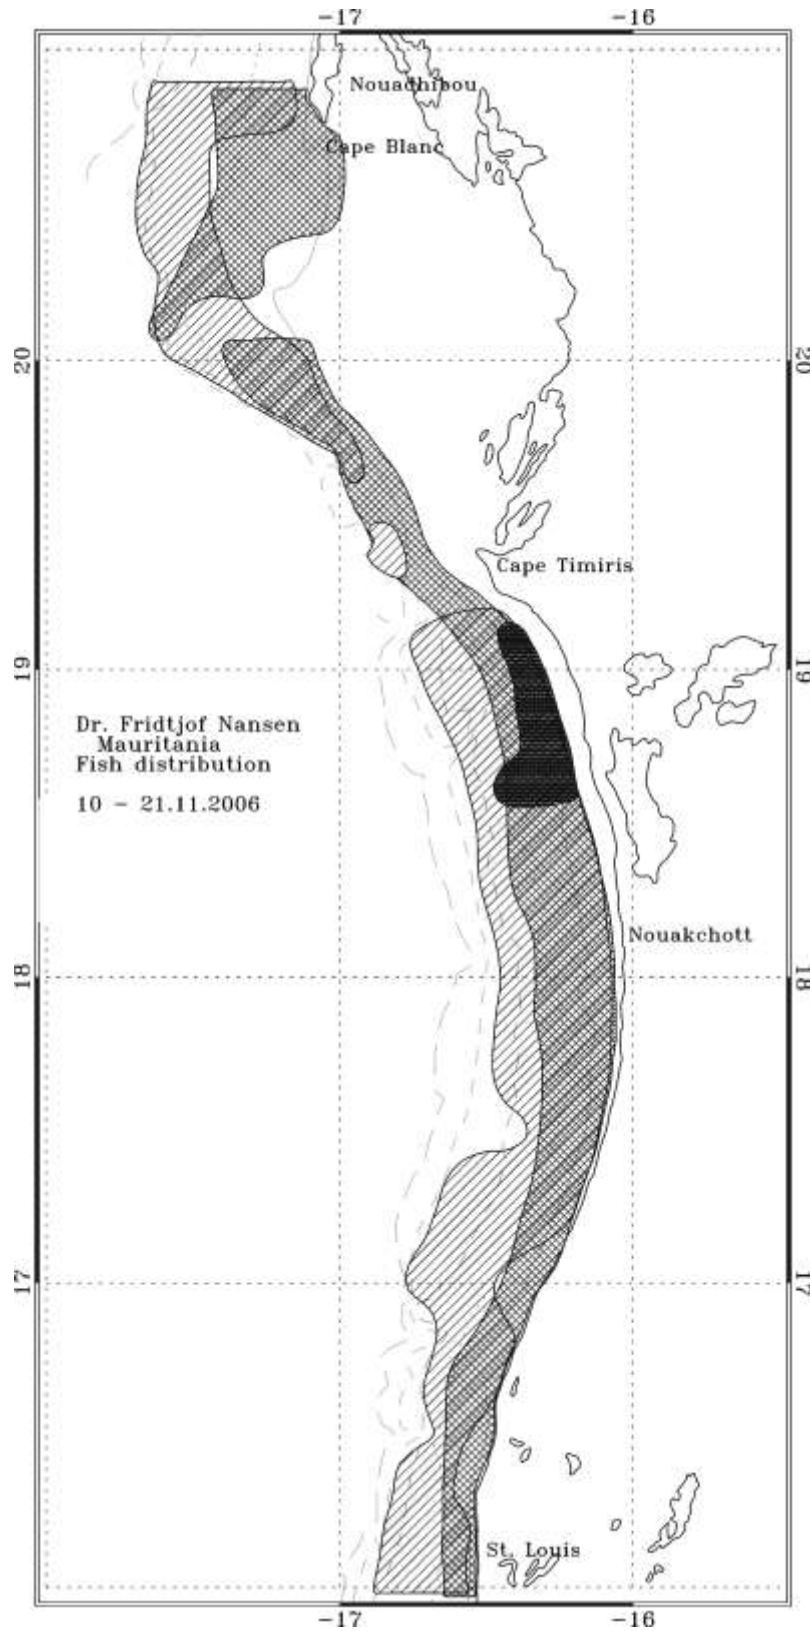 -17 -16
Nouadhibou
Cape Blanc
20 20
Cape Timiris
19 19
Dr. Fridtjof Nansen
Mauritania
Fish distribution
10 - 21.11.2006
Nouakchott
18 18
17 17
St. Louis
-17 -16